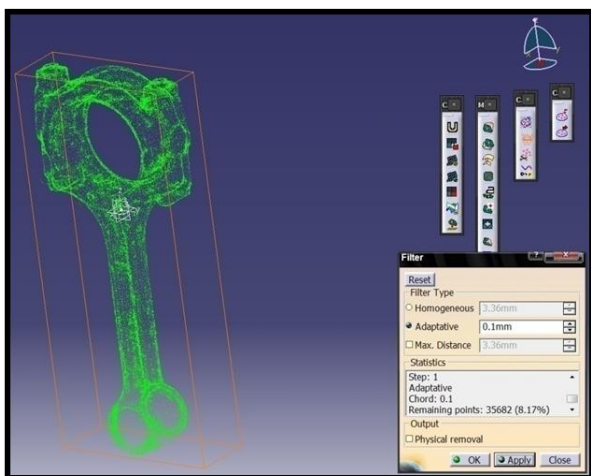 C...
M...
C...
C...
Filter
Reset
Filter Type
Homogeneous 3.36mm
Adaptative 0.1mm
Max. Distance 3.36mm
Statistics
Step: 1
Adaptative
Chord: 0.1
Remaining points: 35682 (8.17%)
Output
Physical removal
OK Apply Close